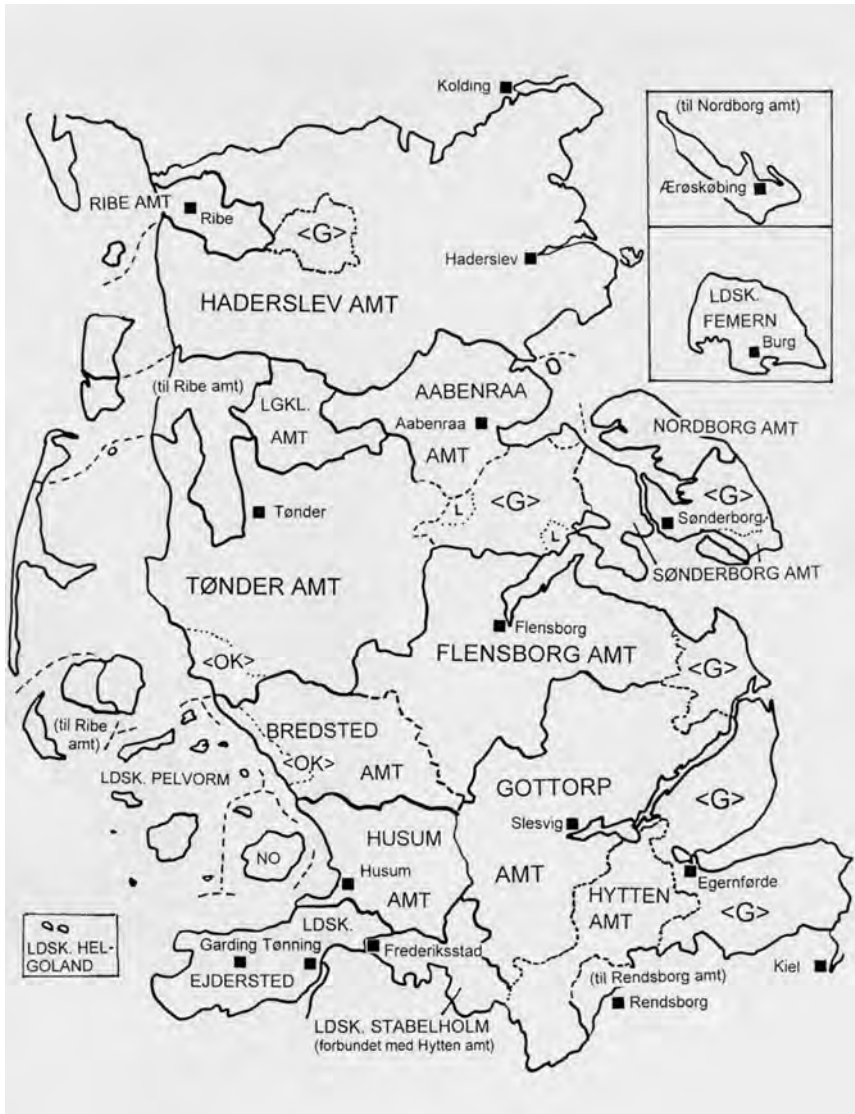 Kolding
(til Nordborg amt)
Ærøskøbing
RIBE AMT
Ribe
<G>
Haderslev
HADERSLEV AMT
LDSK.
FEMERN
Burg
(til Ribe amt)
LGKL.
AMT
AABENRAA
Aabenraa
AMT
NORDBORG AMT
<G>
L
<G>
Sønderborg
Tønder
L
SØNDERBORG AMT
TØNDER AMT
Flensborg
FLENSBORG AMT
<OK>
<G>
(til Ribe
amt)
BREDSTED
<OK>
AMT
LDSK. PELVORM
GOTTORP
<G>
Slesvig
AMT
NO
HUSUM
Husum
AMT
HYTTEN
AMT
Egernførde
<G>
LDSK. HEL-
GOLAND
LDSK.
Garding Tønning
EJDERSTED
Frederiksstad
(til Rendsborg amt)
Kiel
Rendsborg
LDSK. STABELHOLM
(forbundet med Hytten amt)